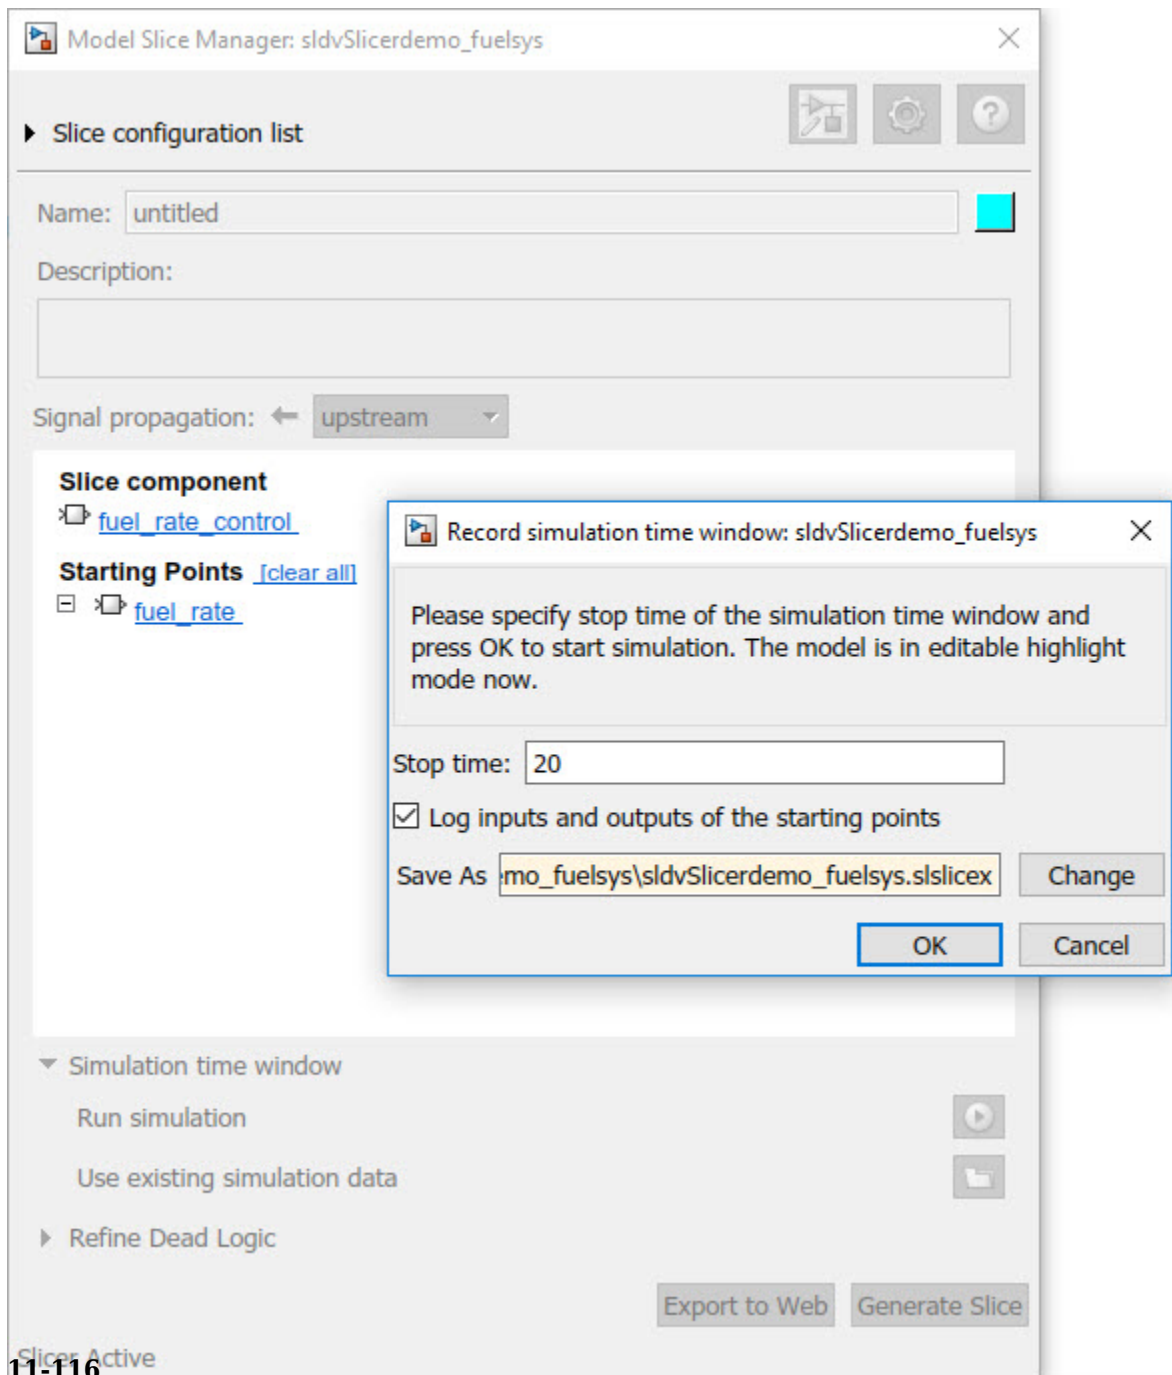 Model Slice Manager: sldvSlicerdemo_fuelsys
Slice configuration list
?
Name: untitled
Description:
Signal propagation: upstream
Slice component
fuel_rate_control
Starting Points [clear all]
fuel_rate
Record simulation time window: sldvSlicerdemo_fuelsys
Please specify stop time of the simulation time window and
press OK to start simulation. The model is in editable highlight
mode now.
Stop time: 20
Log inputs and outputs of the starting points
Save As mo_fuelsys\sldvSlicerdemo_fuelsys.slslicex Change
OK Cancel
Simulation time window
Run simulation
Use existing simulation data
Refine Dead Logic
Export to Web Generate Slice
Slicer Active
11-116